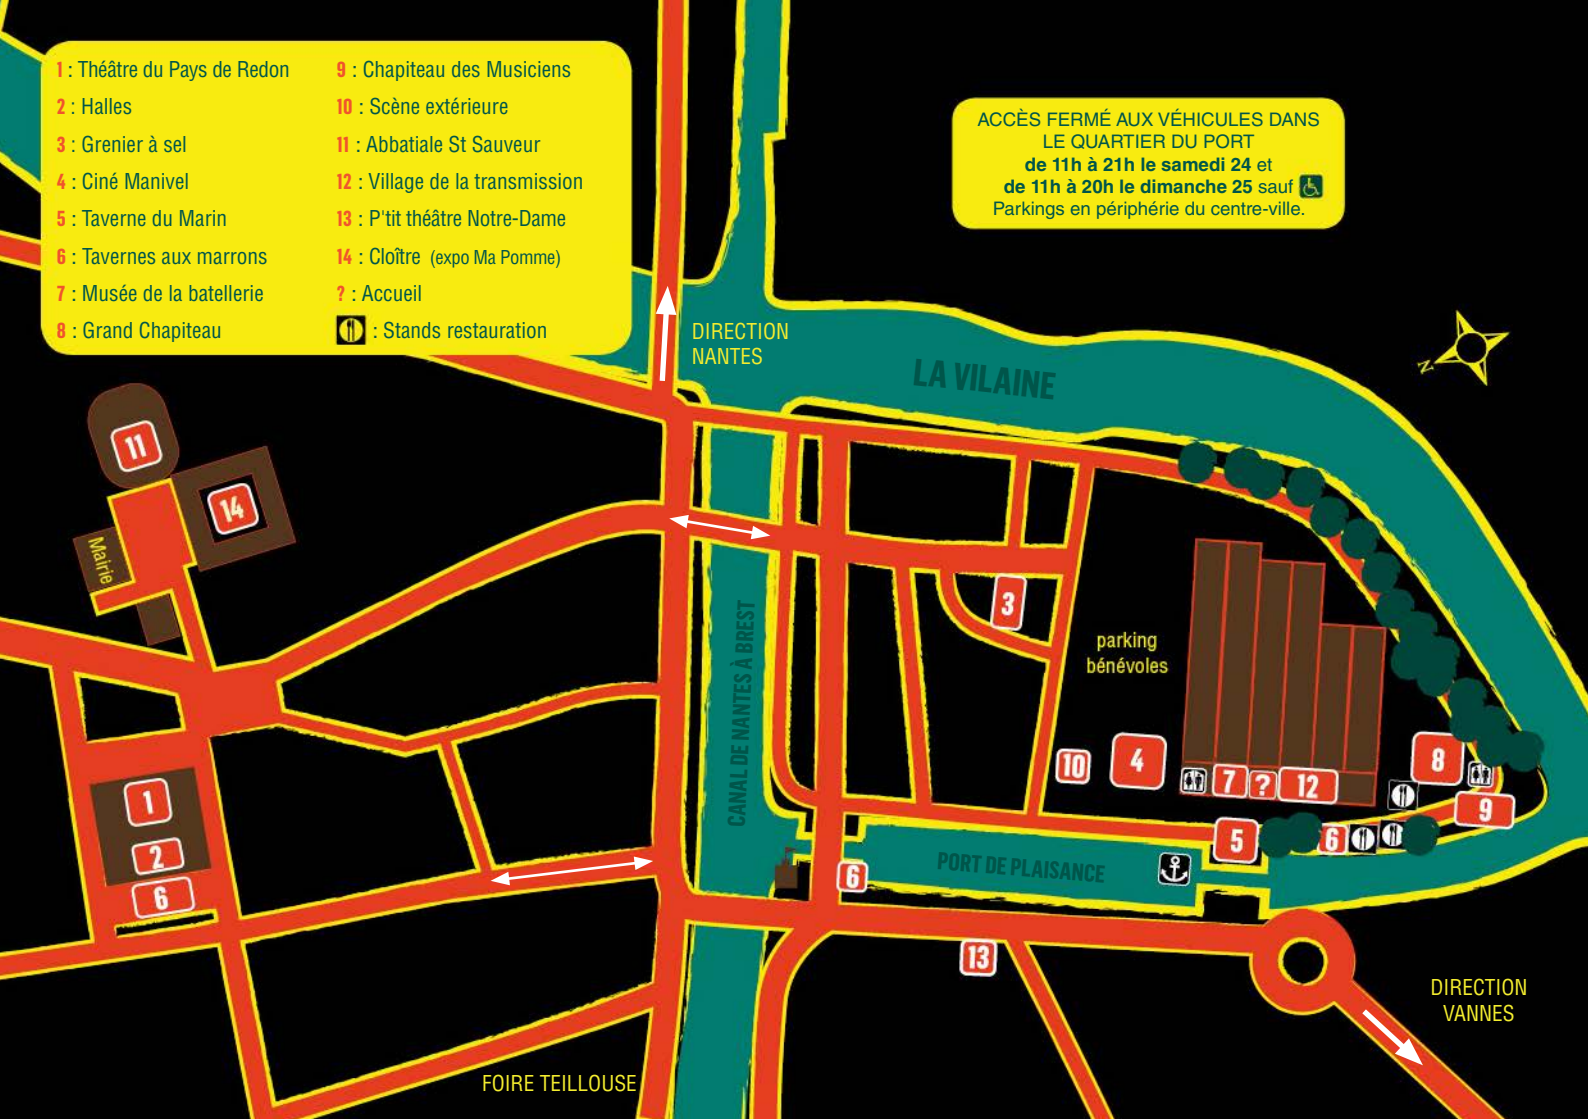 1 : Théâtre du Pays de Redon
2 : Halles
3 : Grenier à sel
4 : Ciné Manivel
5 : Taverne du Marin
6 : Tavernes aux marrons
7 : Musée de la batellerie
8 : Grand Chapiteau
9 : Chapiteau des Musiciens
10 : Scène extérieure
11 : Abbatiale St Sauveur
12 : Village de la transmission
13 : P'tit théâtre Notre-Dame
14 : Cloître (expo Ma Pomme)
? : Accueil
: Stands restauration
ACCÈS FERMÉ AUX VÉHICULES DANS
LE QUARTIER DU PORT
de 11h à 21h le samedi 24 et
de 11h à 20h le dimanche 25 sauf
Parkings en périphérie du centre-ville.
DIRECTION
NANTES
LA VILAINE
N
11
14
Mairie
3
CANAL DE NANTES À BREST
parking
bénévoles
10
4
7
?
12
8
9
1
2
6
5
6
6
PORT DE PLAISANCE
13
DIRECTION
VANNES
FOIRE TEILLOUSE